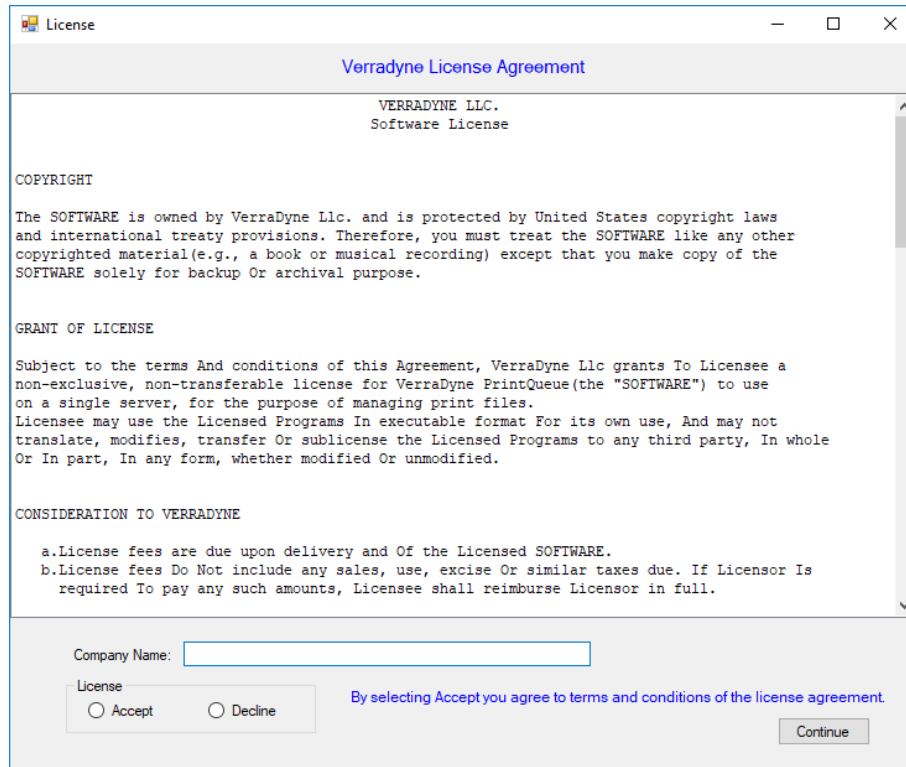 License
Verradyne License Agreement
VERRADYNE LLC.
Software License
COPYRIGHT
The SOFTWARE is owned by VerraDyne Llc. and is protected by United States copyright laws
and international treaty provisions. Therefore, you must treat the SOFTWARE like any other
copyrighted material(e.g., a book or musical recording) except that you make copy of the
SOFTWARE solely for backup Or archival purpose.
GRANT OF LICENSE
Subject to the terms And conditions of this Agreement, VerraDyne Llc grants To Licensee a
non-exclusive, non-transferable license for VerraDyne PrintQueue(the "SOFTWARE") to use
on a single server, for the purpose of managing print files.
Licensee may use the Licensed Programs In executable format For its own use, And may not
translate, modifies, transfer Or sublicense the Licensed Programs to any third party, In whole
Or In part, In any form, whether modified Or unmodified.
CONSIDERATION TO VERRADYNE
a.License fees are due upon delivery and Of the Licensed SOFTWARE.
b.License fees Do Not include any sales, use, excise Or similar taxes due. If Licensor Is
required To pay any such amounts, Licensee shall reimburse Licensor in full.
Company Name:
License
Accept Decline
By selecting Accept you agree to terms and conditions of the license agreement.
Continue